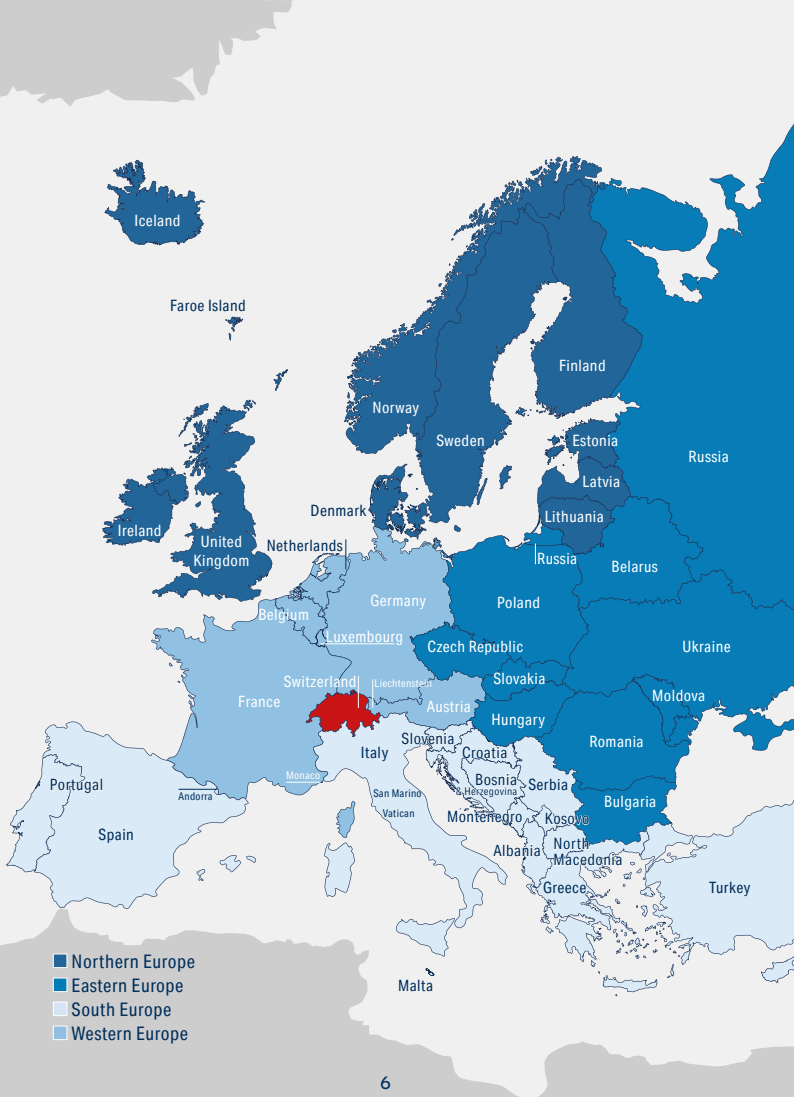 Iceland
Faroe Island
Finland
Norway
Sweden
Estonia
Russia
Latvia
Denmark
Lithuania
Ireland
United
Kingdom
Netherlands
Russia
Belarus
Germany
Poland
Belgium
Luxembourg
Czech Republic
Ukraine
Switzerland
Liechtenstein
Slovakia
Moldova
France
Austria
Hungary
Slovenia
Romania
Italy
Croatia
Monaco
Bosnia
& Herzegovina
Serbia
Portugal
Andorra
San Marino
Bulgaria
Vatican
Montenegro
Kosovo
Spain
Albania
North
Macedonia
Greece
Turkey
Northern Europe
Eastern Europe
South Europe
Western Europe
Malta
6